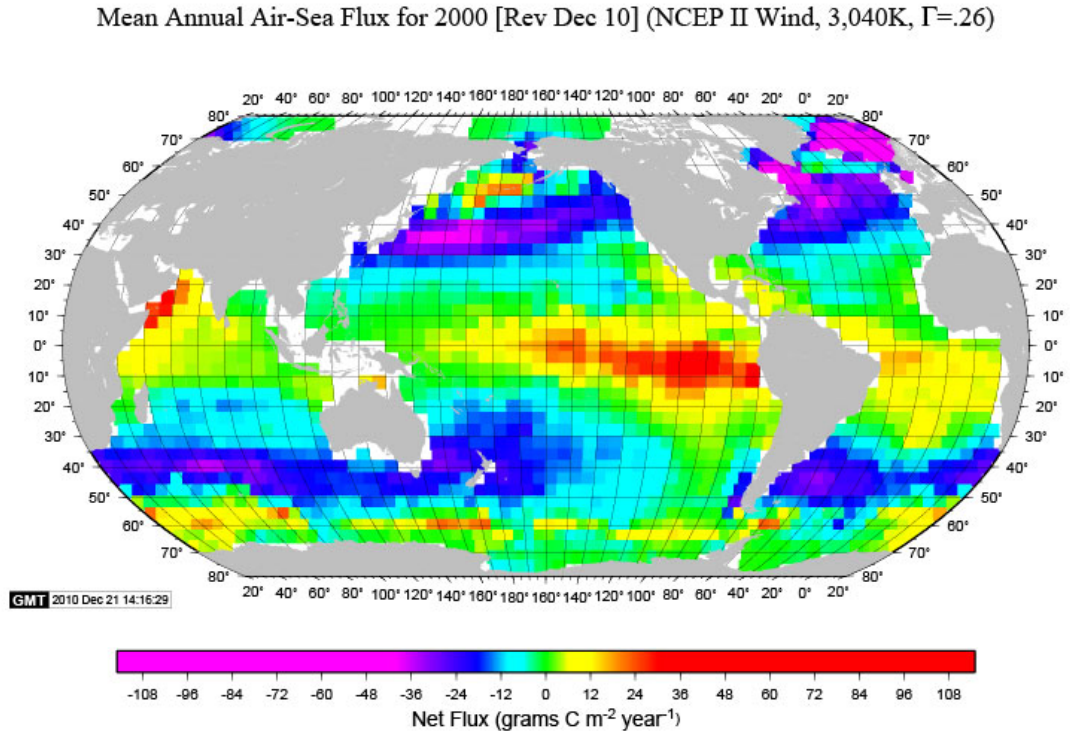 Mean Annual Air-Sea Flux for 2000 [Rev Dec 10] (NCEP II Wind, 3,040K, Γ=.26)
20° 40° 60° 80° 100° 120° 140° 160° 180° 160° 140° 120° 100° 80° 60° 40° 20° 0° 20°
80° 80°
70° 70°
60° 60°
50° 50°
40° 40°
30° 30°
20° 20°
10° 10°
0° 0°
10° 10°
20° 20°
30° 30°
40° 40°
50° 50°
60° 60°
70° 70°
80° 80°
20° 40° 60° 80° 100° 120° 140° 160° 180° 160° 140° 120° 100° 80° 60° 40° 20° 0° 20°
GMT 2010 Dec 21 14:16:29
-108 -96 -84 -72 -60 -48 -36 -24 -12 0 12 24 36 48 60 72 84 96 108
Net Flux (grams C m⁻² year⁻¹)